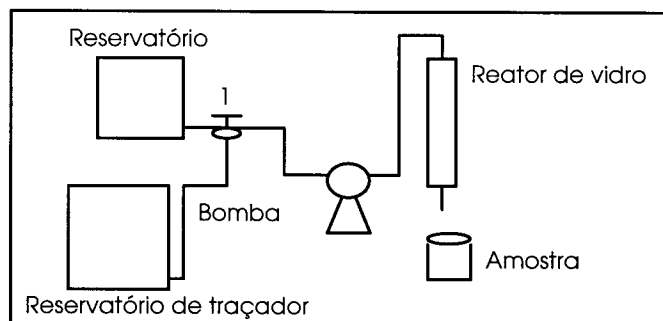 Reservatório
1
Reator de vidro
Bomba
Amostra
Reservatório de traçador